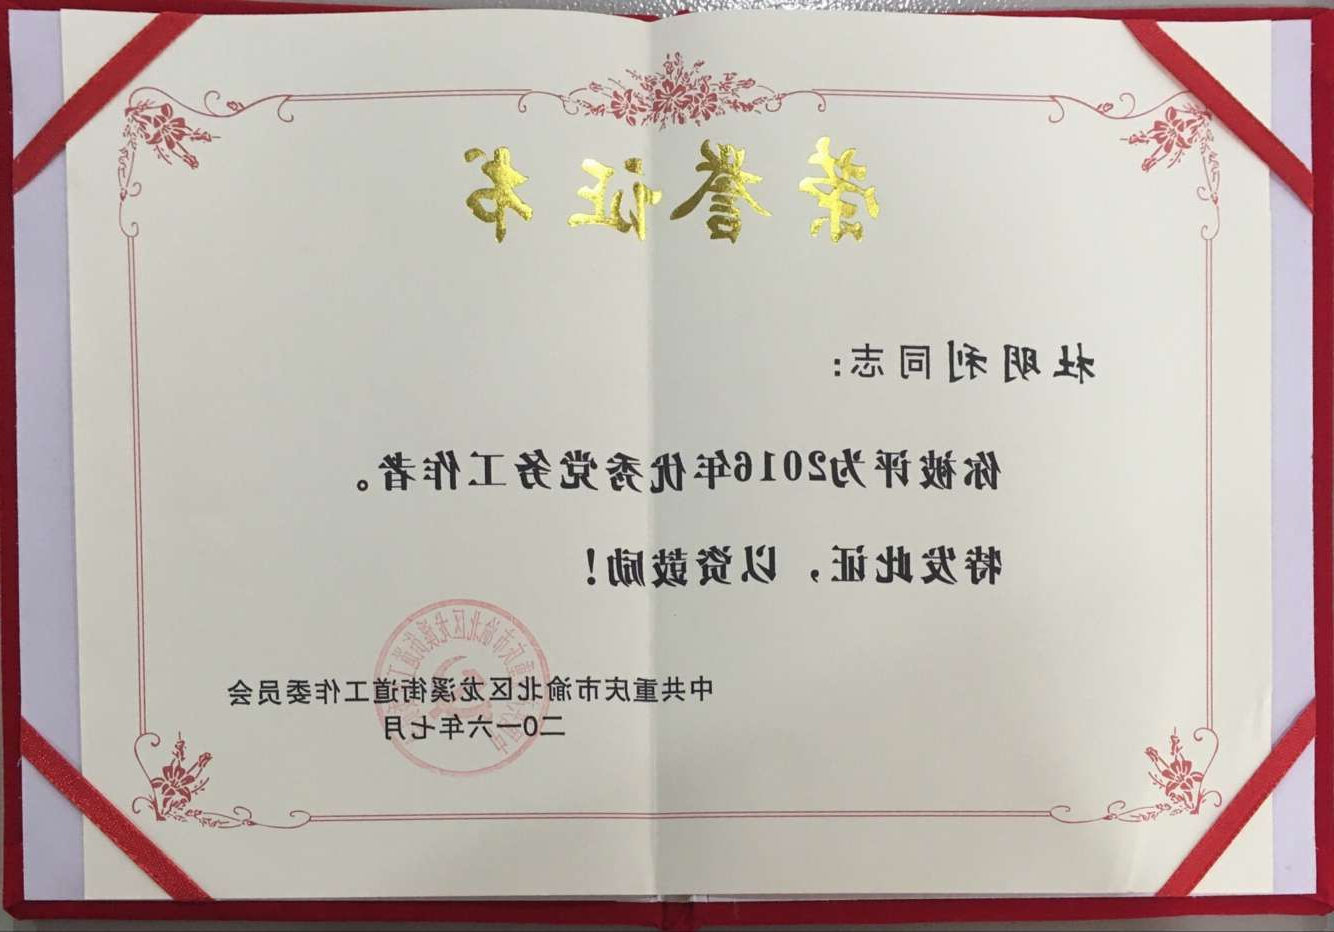 荣誉证书
杜明利同志:
你被评为2016年优秀党务工作者。
特发此证，以资鼓励!
中共重庆市渝北区龙溪街道工作委员会
二0一六年七月